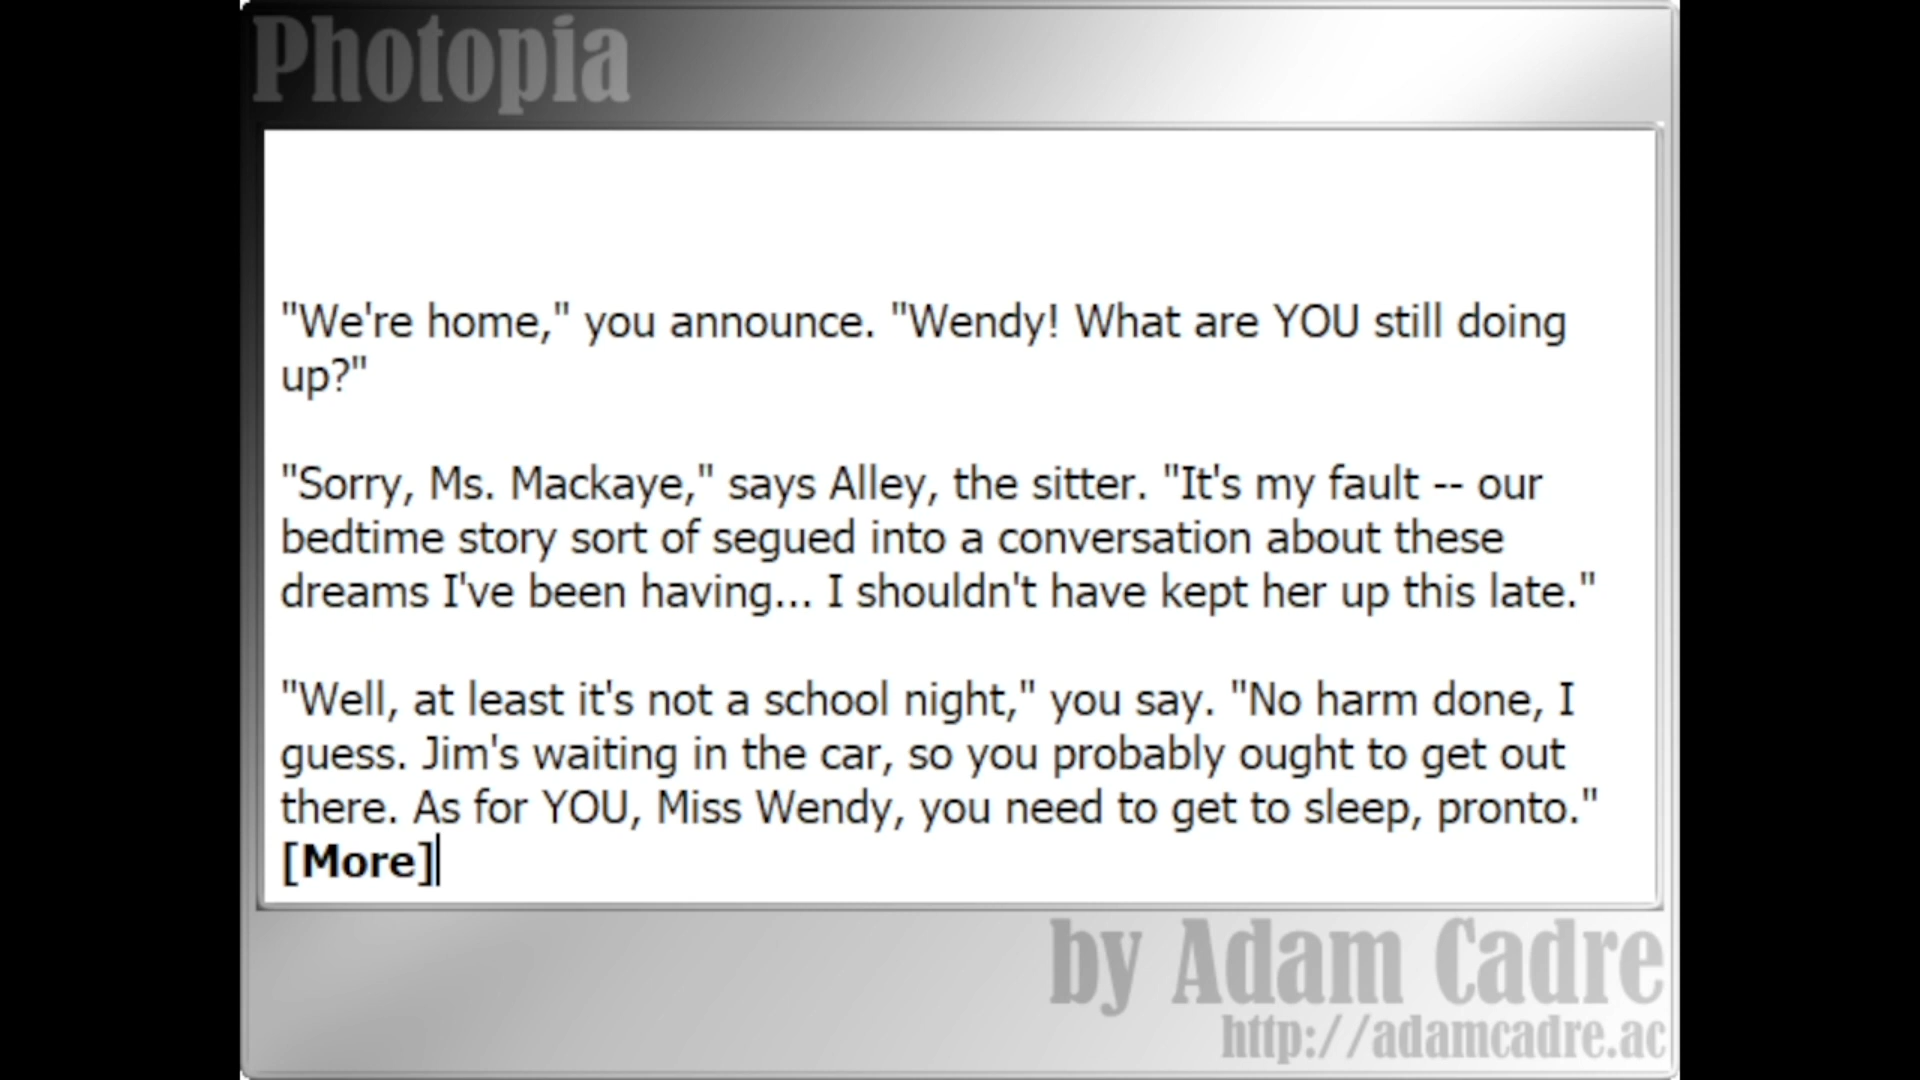 Photopia
"We're home," you announce. "Wendy! What are YOU still doing
up?"
"Sorry, Ms. Mackaye," says Alley, the sitter. "It's my fault -- our
bedtime story sort of segued into a conversation about these
dreams I've been having... I shouldn't have kept her up this late."
"Well, at least it's not a school night," you say. "No harm done, I
guess. Jim's waiting in the car, so you probably ought to get out
there. As for YOU, Miss Wendy, you need to get to sleep, pronto."
[More]
by Adam Cadre
http://adamcadre.ac